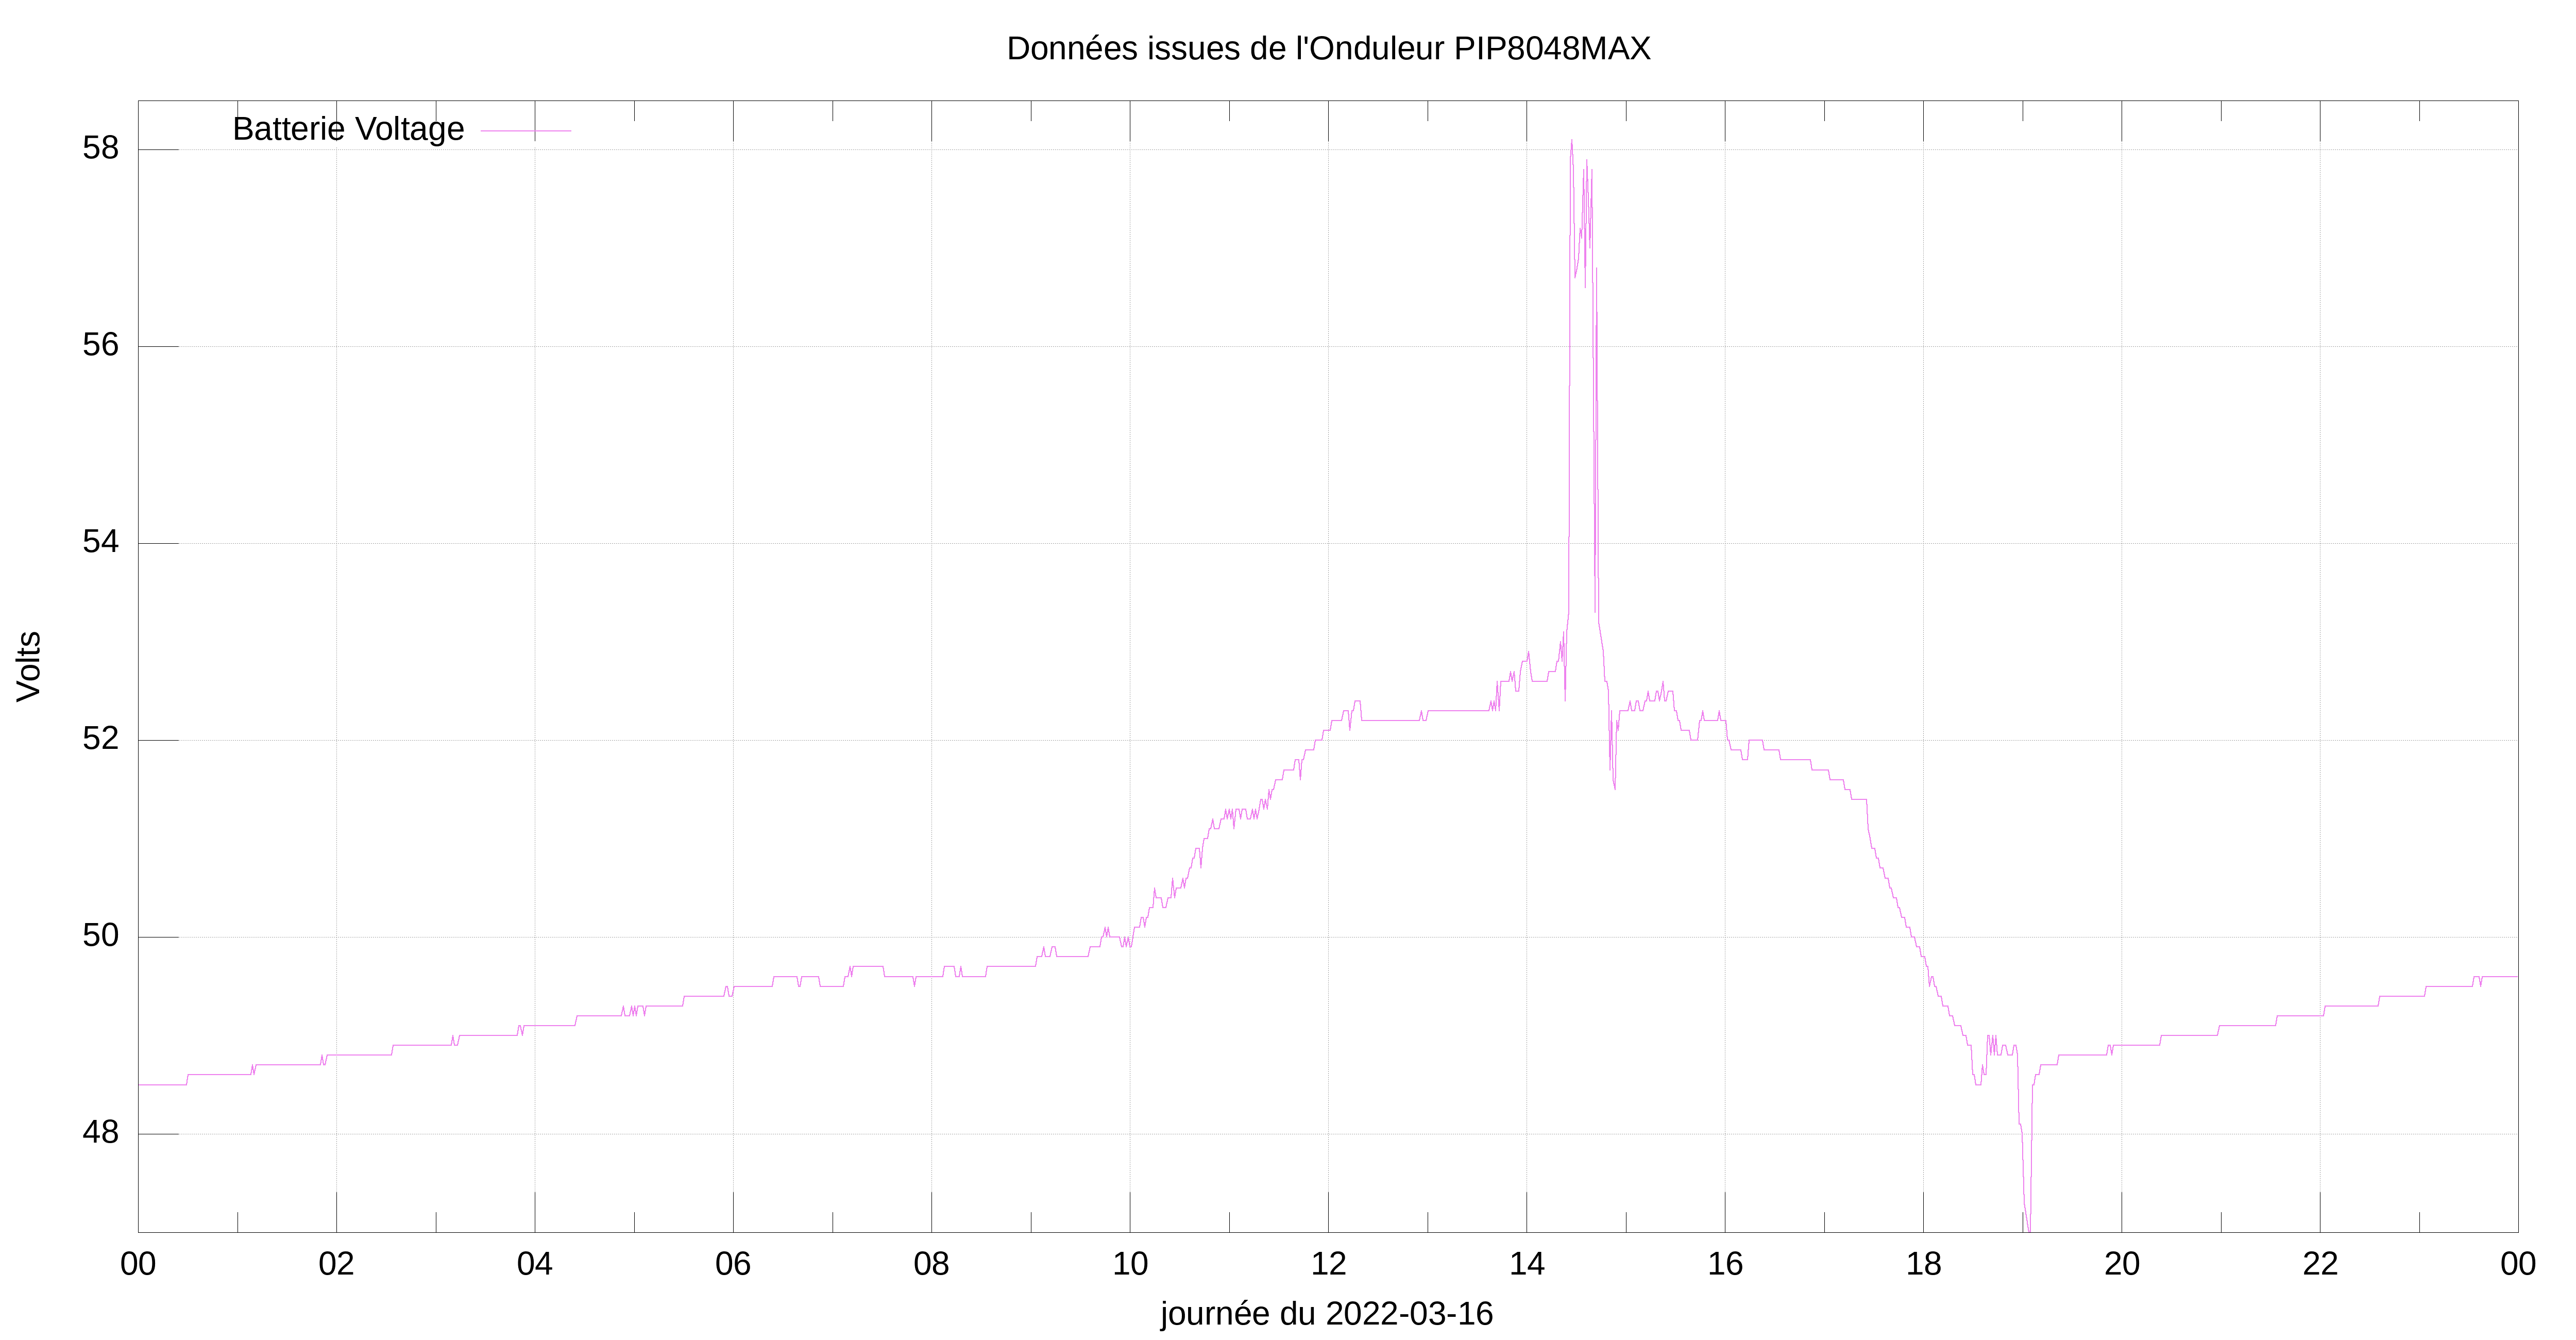 Données issues de l'Onduleur PIP8048MAX
Batterie Voltage
58
56
54
52
50
48
Volts
00 02 04 06 08 10 12 14 16 18 20 22 00
journée du 2022-03-16